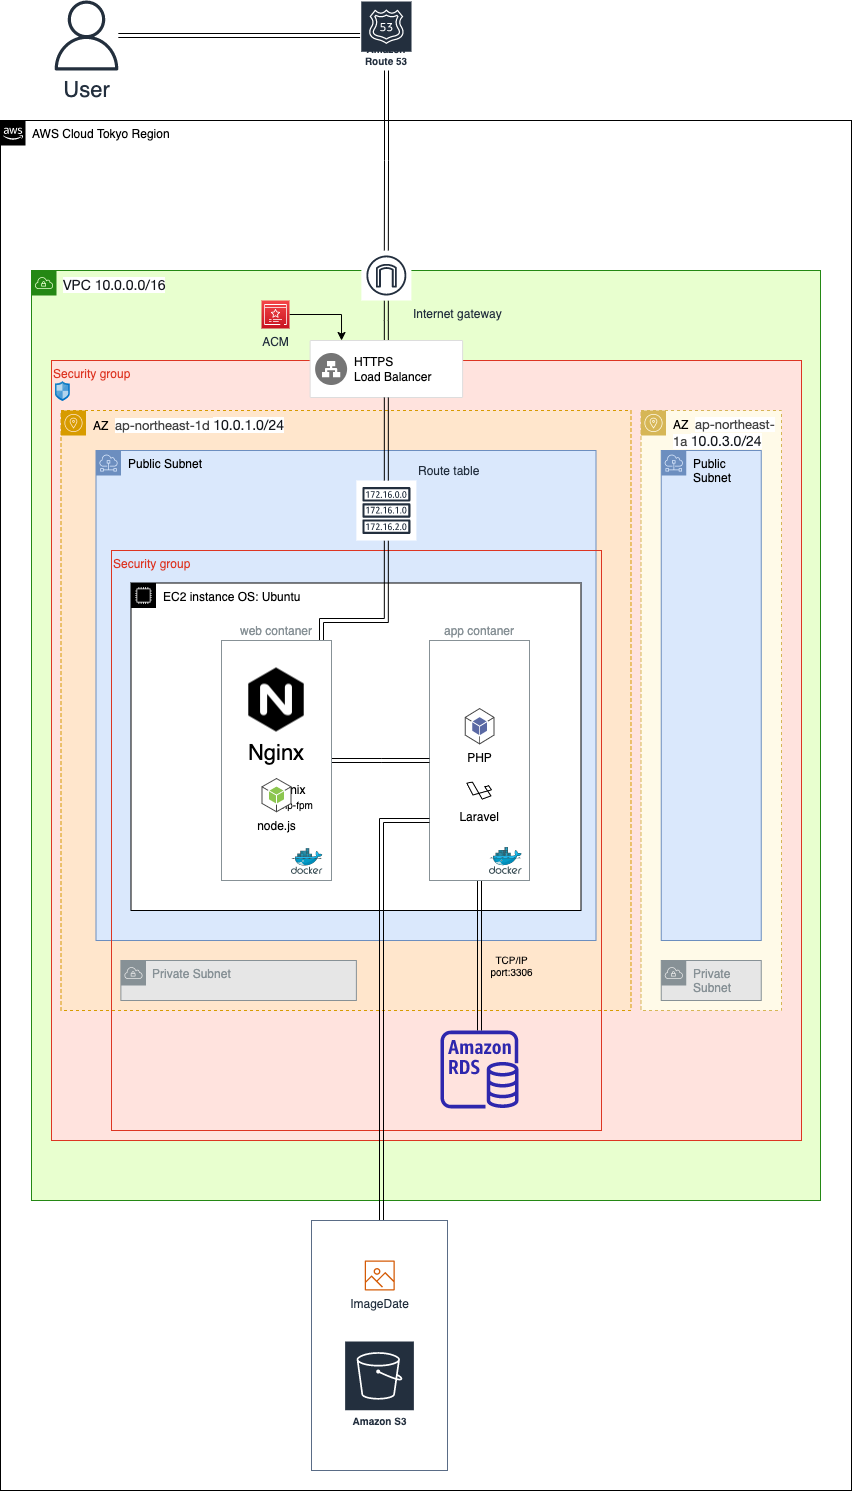 53
Amazon
Route 53
User
aws
AWS Cloud Tokyo Region
VPC 10.0.0.0/16
Internet gateway
ACM
HTTPS
Load Balancer
Security group
AZ ap-northeast-1d 10.0.1.0/24
AZ ap-northeast-
1a 10.0.3.0/24
Public Subnet
Public
Subnet
Route table
172.16.0.0
172.16.1.0
172.16.2.0
Security group
EC2 instance OS: Ubuntu
web contaner
app contaner
N
Nginx
PHP
nix
p-fpm
node.js
Laravel
docker
docker
TCP/IP
port:3306
Private Subnet
Private
Subnet
Amazon
RDS
ImageDate
Amazon S3